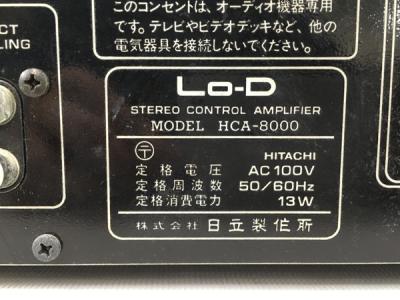 このコンセントは、オーディオ機器専用
です。テレビやビデオデッキなど、他の
電気器具を接続しないでください。
CT
LING
Lo-D
STEREO CONTROL AMPLIFIER
MODEL HCA-8000
〒 HITACHI
定格電圧 AC100V
定格周波数 50/60Hz
定格消費電力 13W
株式会社 日立製作所